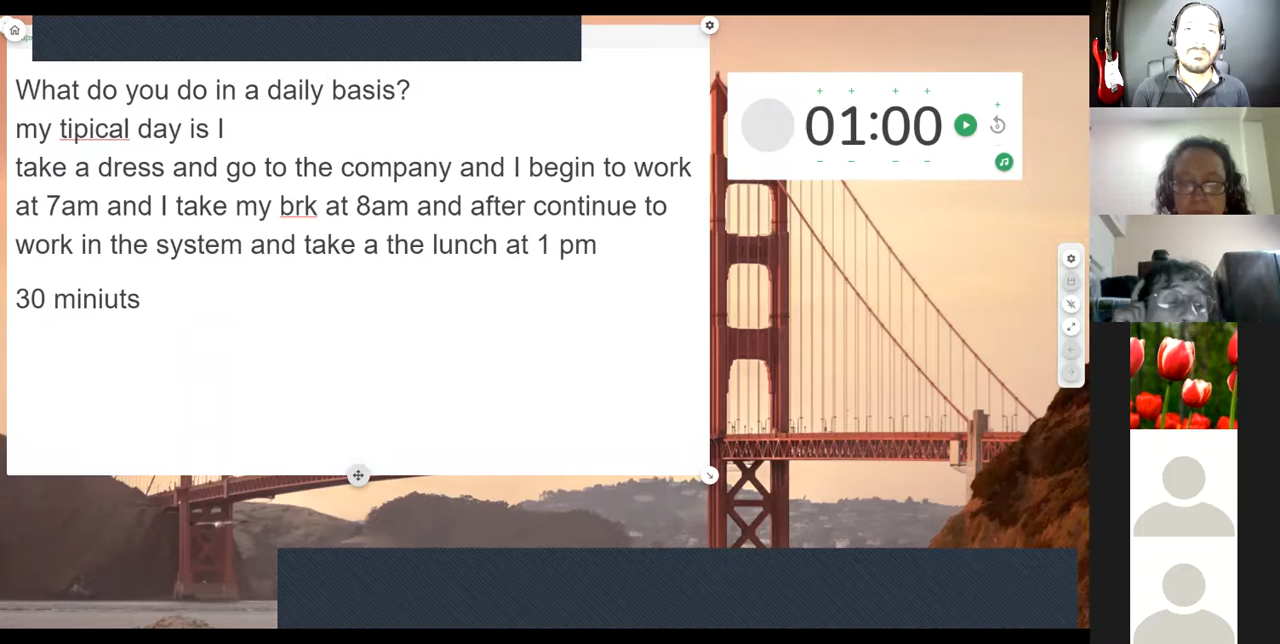 What do you do in a daily basis?
my tipical day is I
take a dress and go to the company and I begin to work
at 7am and I take my brk at 8am and after continue to
work in the system and take a the lunch at 1 pm
30 miniuts
01:00